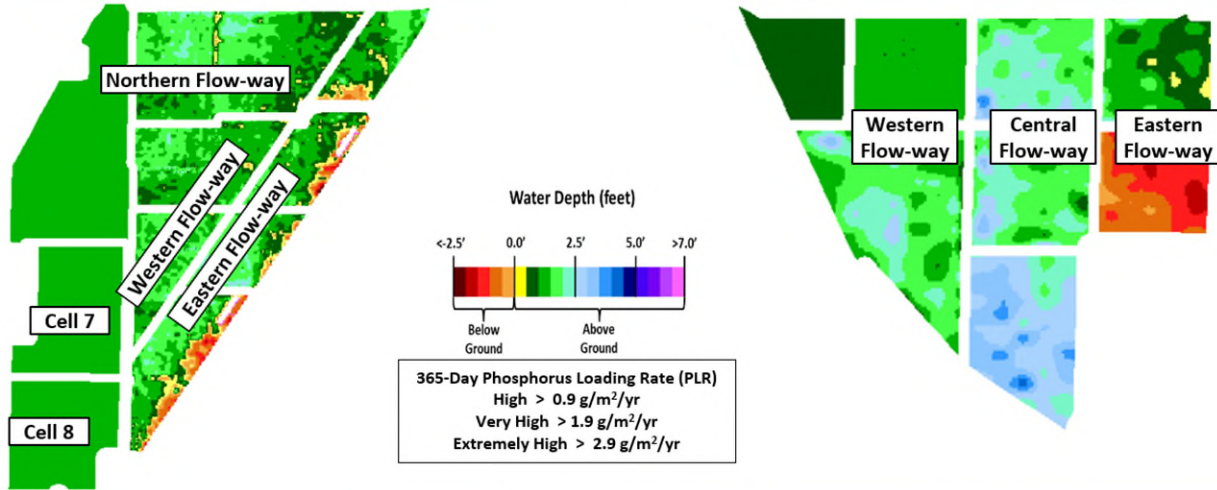 Northern Flow-way
Western Flow-way
Eastern Flow-way
Cell 7
Cell 8
Water Depth (feet)
<-2.5' 0.0' 2.5' 5.0' >7.0'
Below
Ground
Above
Ground
365-Day Phosphorus Loading Rate (PLR)
High > 0.9 g/m²/yr
Very High > 1.9 g/m²/yr
Extremely High > 2.9 g/m²/yr
Western
Flow-way
Central
Flow-way
Eastern
Flow-way